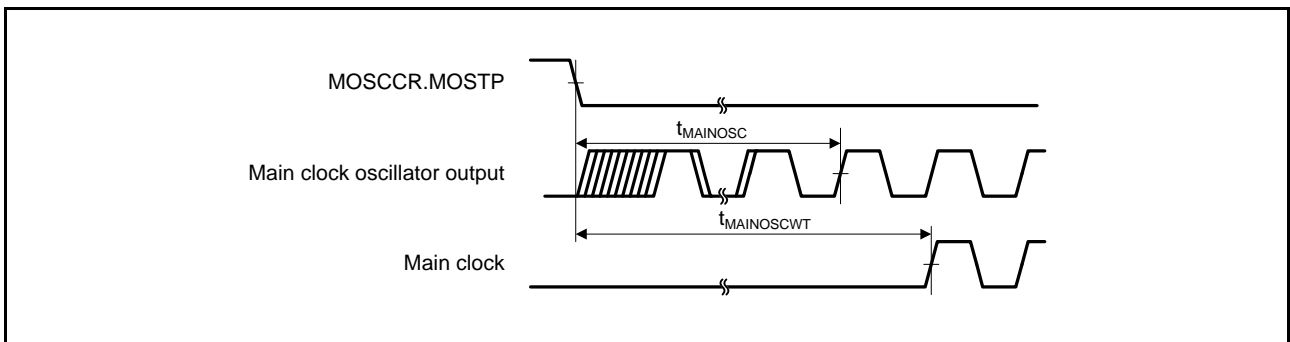 MOSCCR.MOSTP
tMAINOSC
Main clock oscillator output
tMAINOSCWT
Main clock